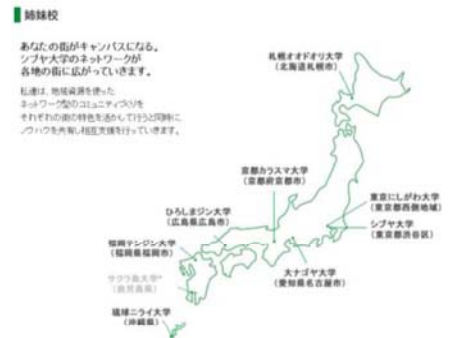 姉妹校
あなたの街がキャンパスになる。
シブヤ大学のネットワークが
各地の街に広がっていきます。
私達は、地域資源を使った
ネットワーク型のコミュニティづくりを
それぞれの街の特色を活かして行うと同時に
ノウハウを共有し相互支援を行っていきます。
札幌オオドオリ大学
(北海道札幌市)
京都カラスマ大学
(京都府京都市)
東京にしがわ大学
(東京都西側地域)
ひろしまジン大学
(広島県広島市)
シブヤ大学
(東京都渋谷区)
福岡テンジン大学
(福岡県福岡市)
大ナゴヤ大学
(愛知県名古屋市)
サクラ島大学*
(鹿児島県)
琉球ニライ大学
(沖縄県)